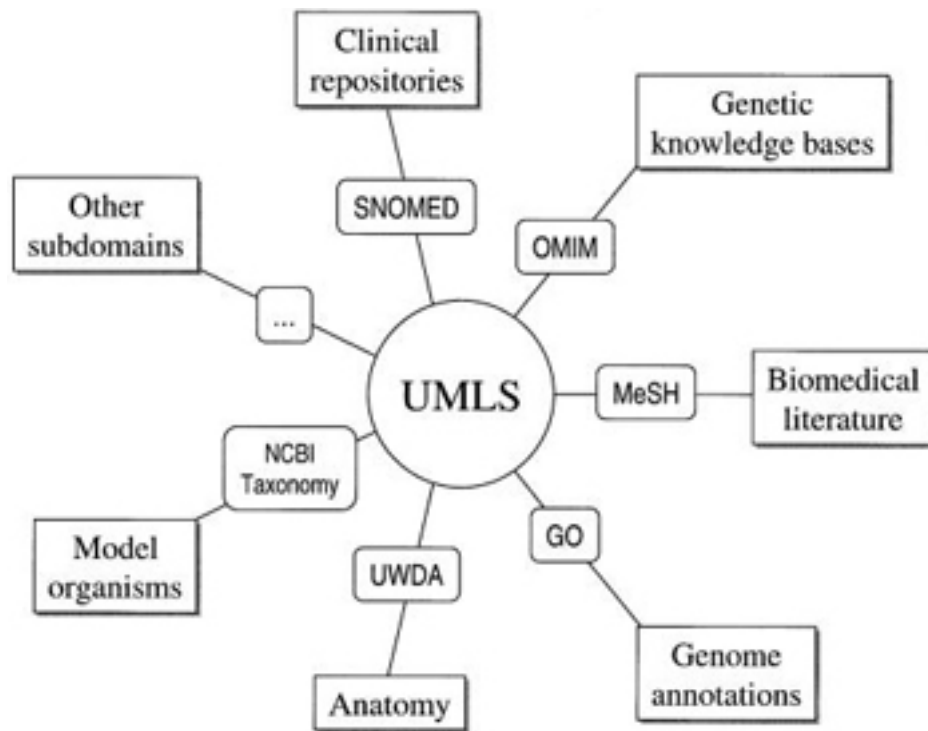 Clinical
repositories
Genetic
knowledge bases
SNOMED
OMIM
Other
subdomains
...
UMLS
MeSH
Biomedical
literature
NCBI
Taxonomy
GO
Model
organisms
UWDA
Genome
annotations
Anatomy